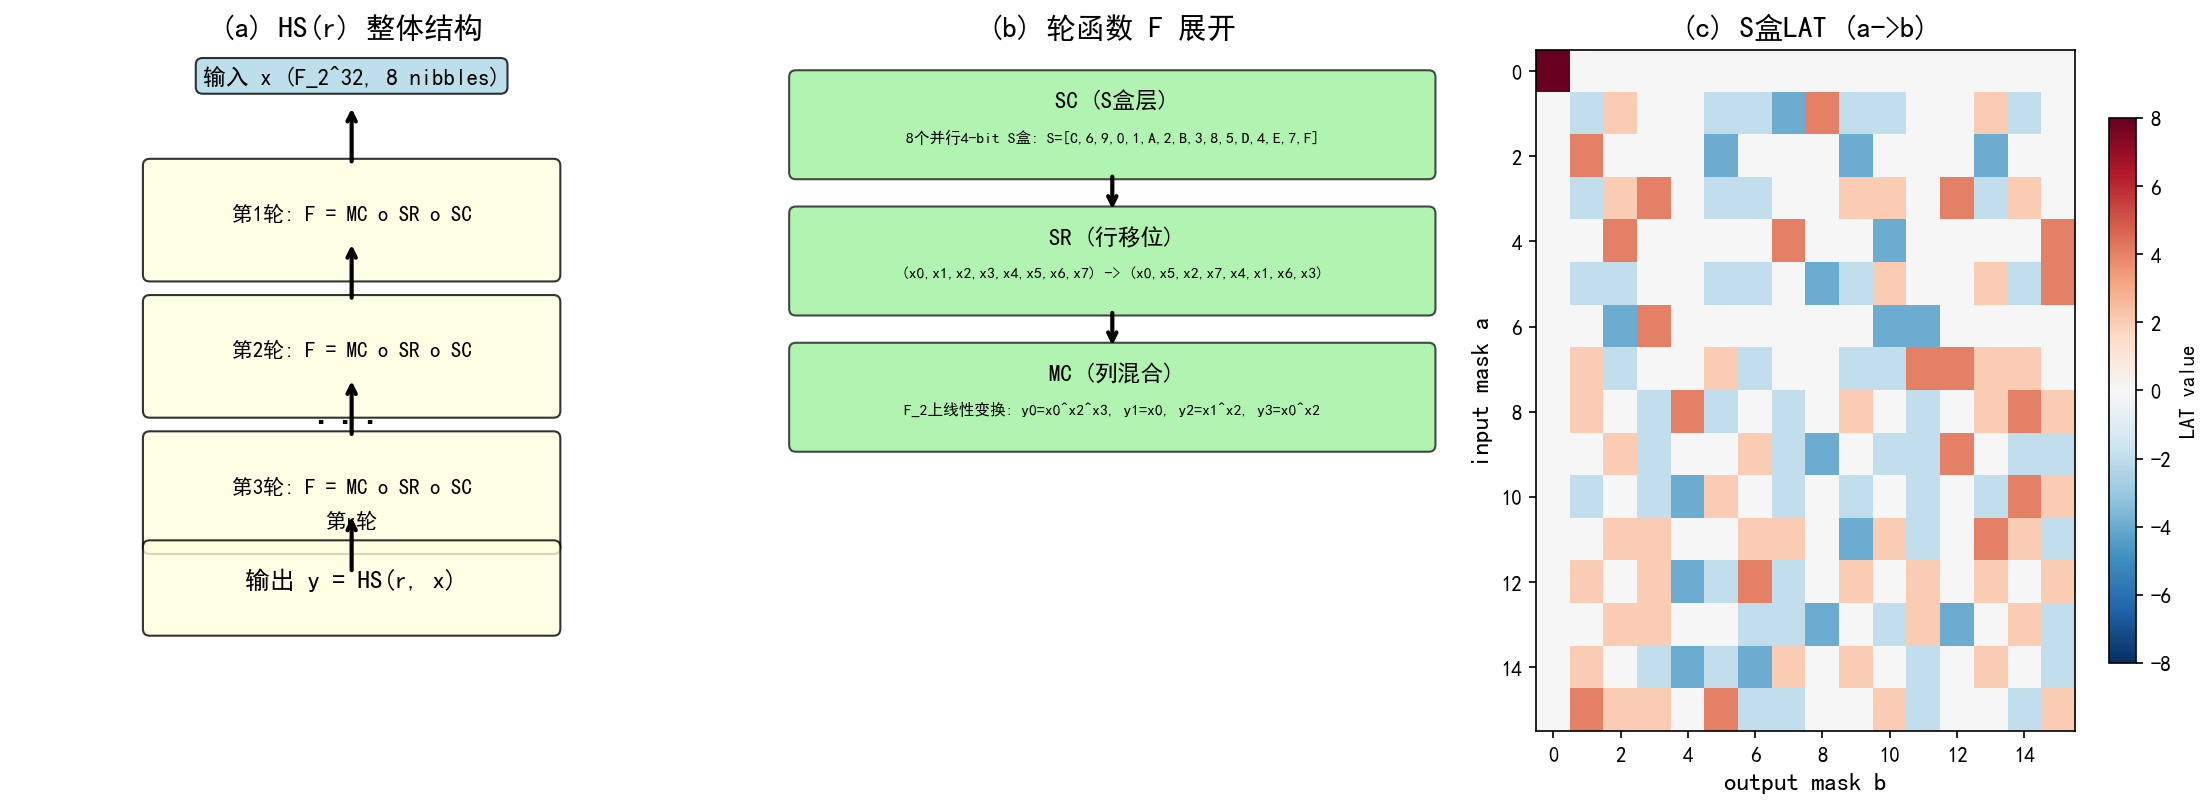 (a) HS(r) 整体结构
输入 x (F_2^32, 8 nibbles)
第1轮: F = MC o SR o SC
第2轮: F = MC o SR o SC
...
第3轮: F = MC o SR o SC
第r轮
输出 y = HS(r, x)
(b) 轮函数 F 展开
SC (S盒层)
8个并行4-bit S盒: S=[C,6,9,0,1,A,2,B,3,8,5,D,4,E,7,F]
SR (行移位)
(x0,x1,x2,x3,x4,x5,x6,x7) -> (x0,x5,x2,x7,x4,x1,x6,x3)
MC (列混合)
F_2上线性变换: y0=x0^x2^x3, y1=x0, y2=x1^x2, y3=x0^x2
(c) S盒LAT (a->b)
input mask a
0
2
4
6
8
10
12
14
0 2 4 6 8 10 12 14
output mask b
8
6
4
2
0
−2
−4
−6
−8
LAT value